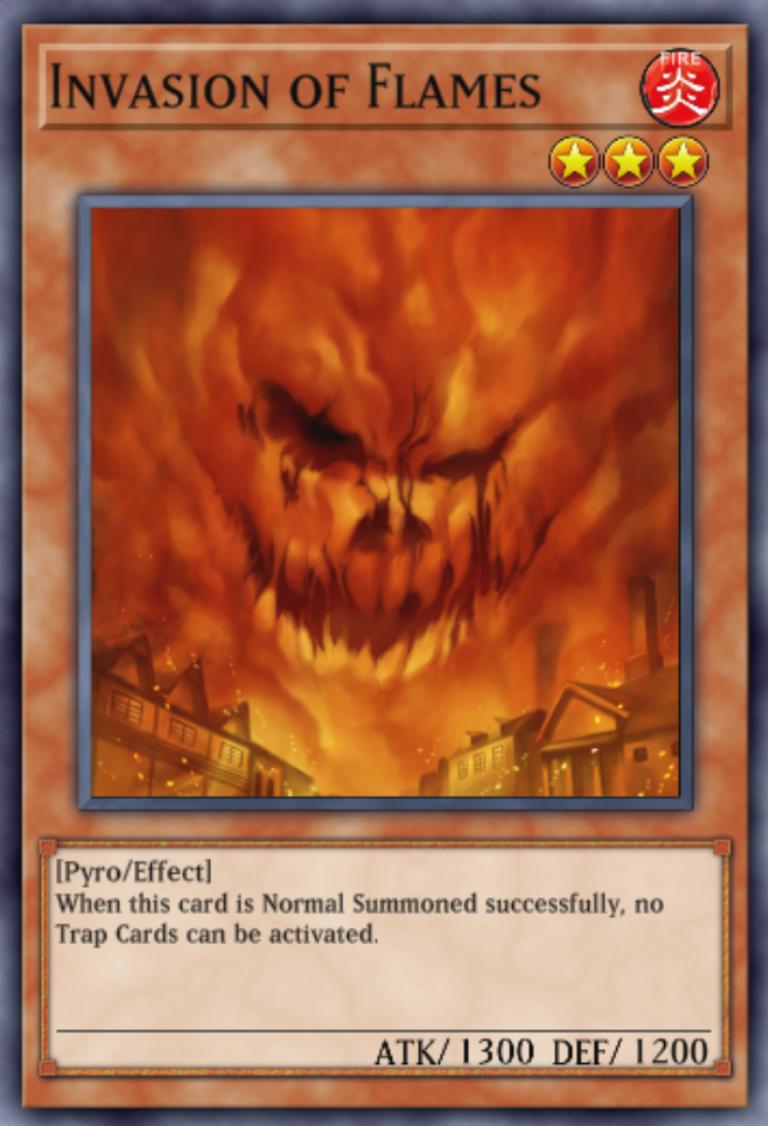 INVASION OF FLAMES
FIRE
炎
[Pyro/Effect]
When this card is Normal Summoned successfully, no
Trap Cards can be activated.
ATK/ 1300 DEF/ 1200